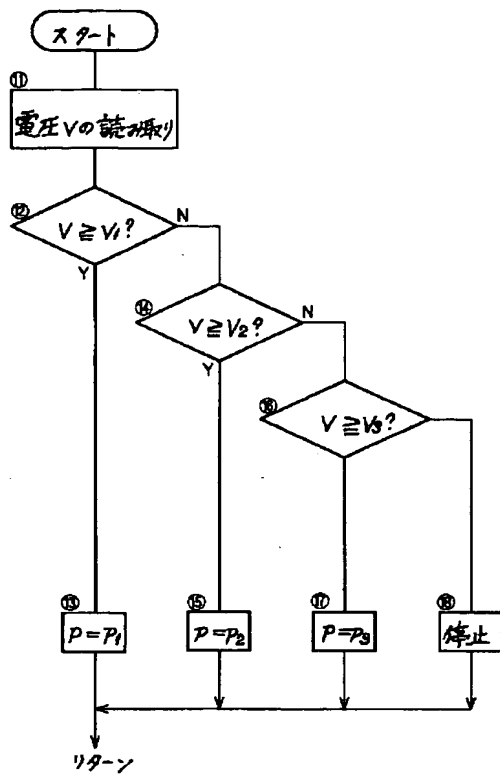 スタート
⑪
電圧Vの読み取り
⑫
V≧V1?
N
Y
⑭
V≧V2?
N
Y
⑯
V≧V3?
⑬
P=P1
⑮
P=P2
⑰
P=P3
⑱
停止
リターン